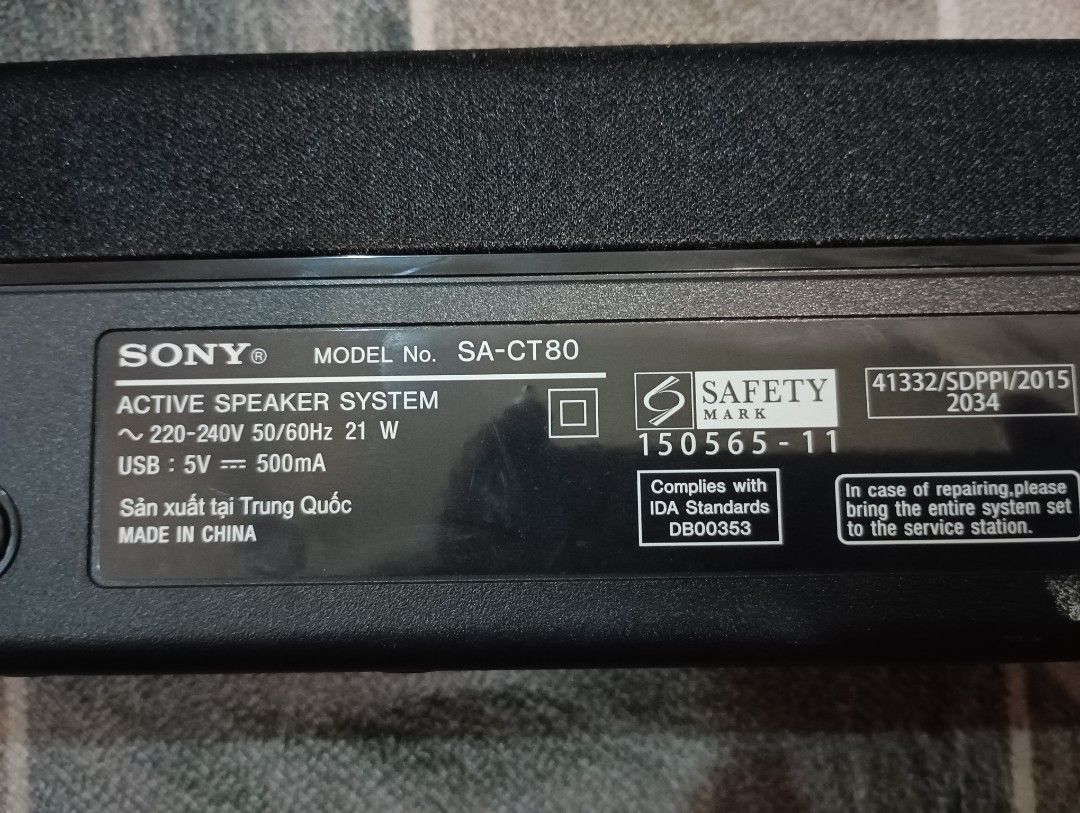 SONY® MODEL No. SA-CT80
ACTIVE SPEAKER SYSTEM
~ 220-240V 50/60Hz 21 W
USB : 5V ⎓ 500mA
Sản xuất tại Trung Quốc
MADE IN CHINA
S SAFETY
MARK
150565-11
Complies with
IDA Standards
DB00353
41332/SDPPI/2015
2034
In case of repairing,please
bring the entire system set
to the service station.